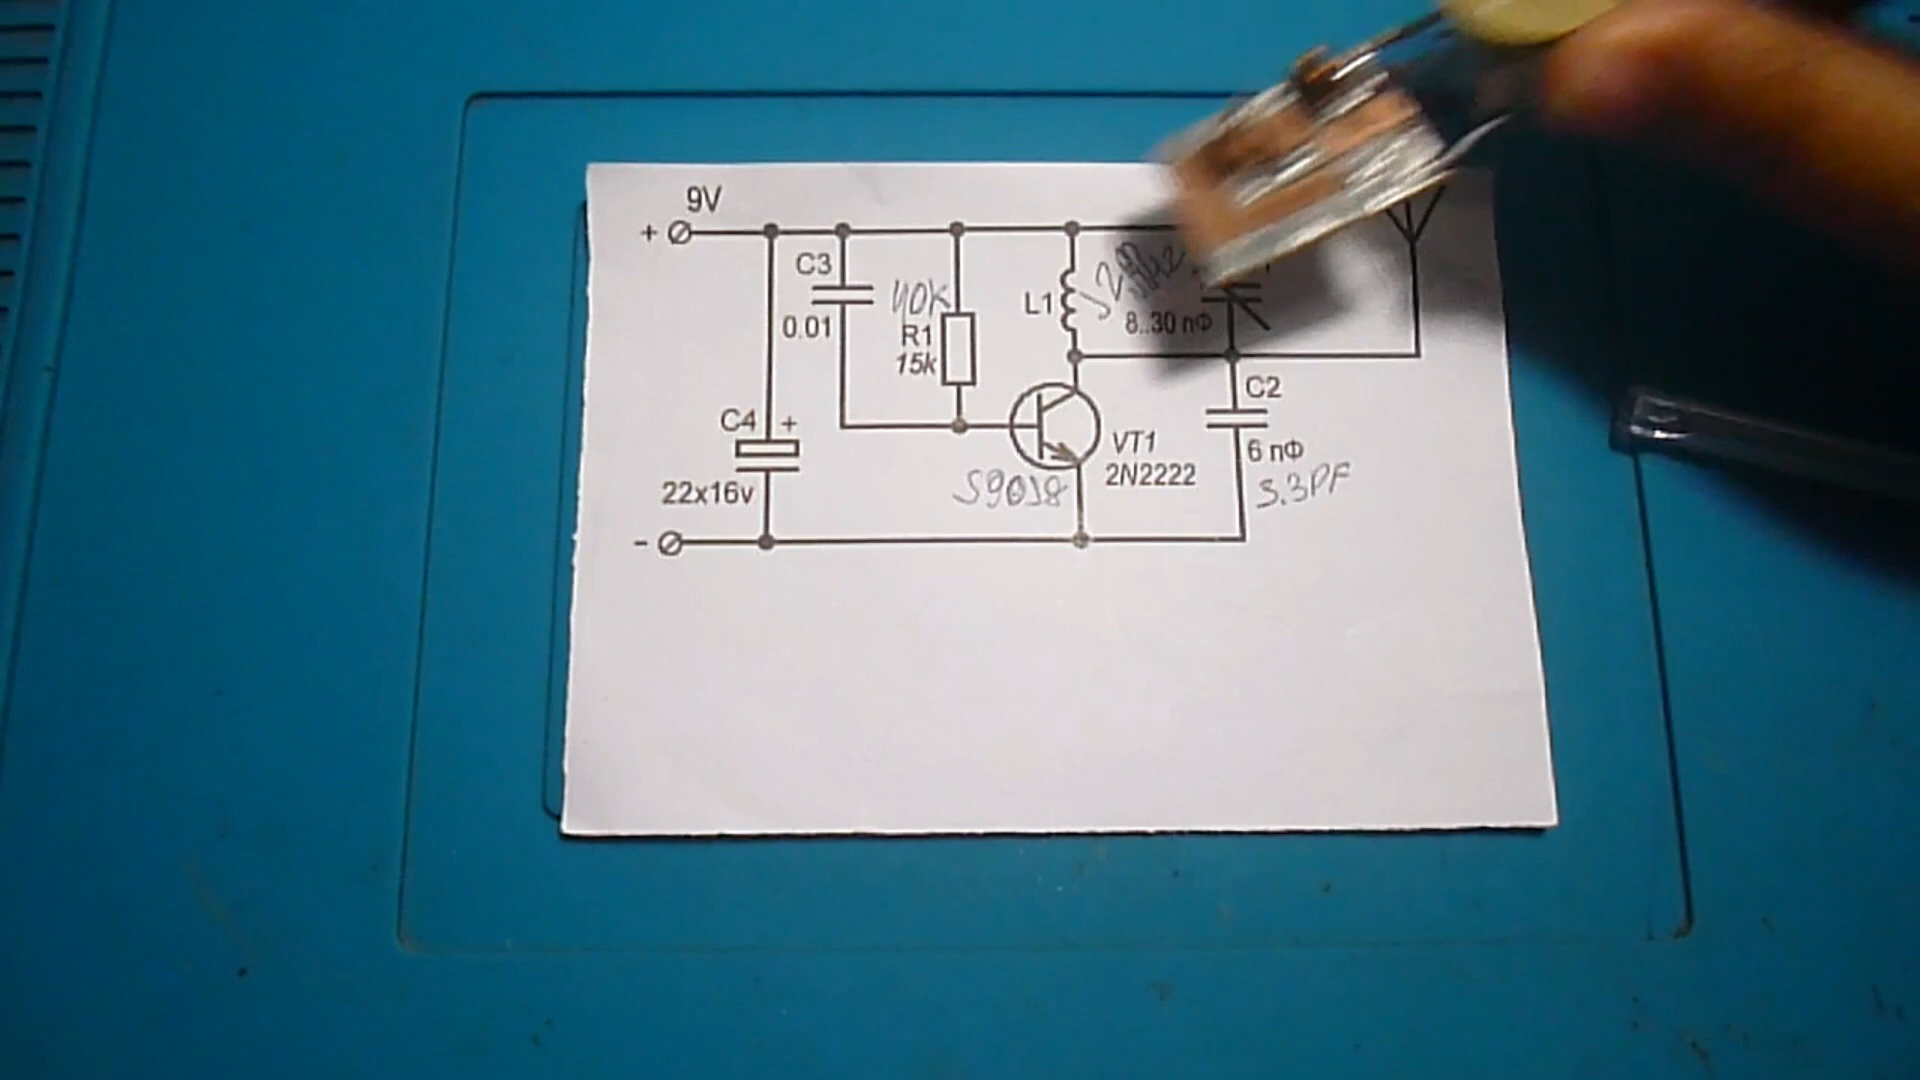 9V
+
C3
0.01
40K
R1
15k
L1
8..30 пФ
C4 +
22x16v
S9018
VT1
2N2222
C2
6 пФ
3.3PF
-